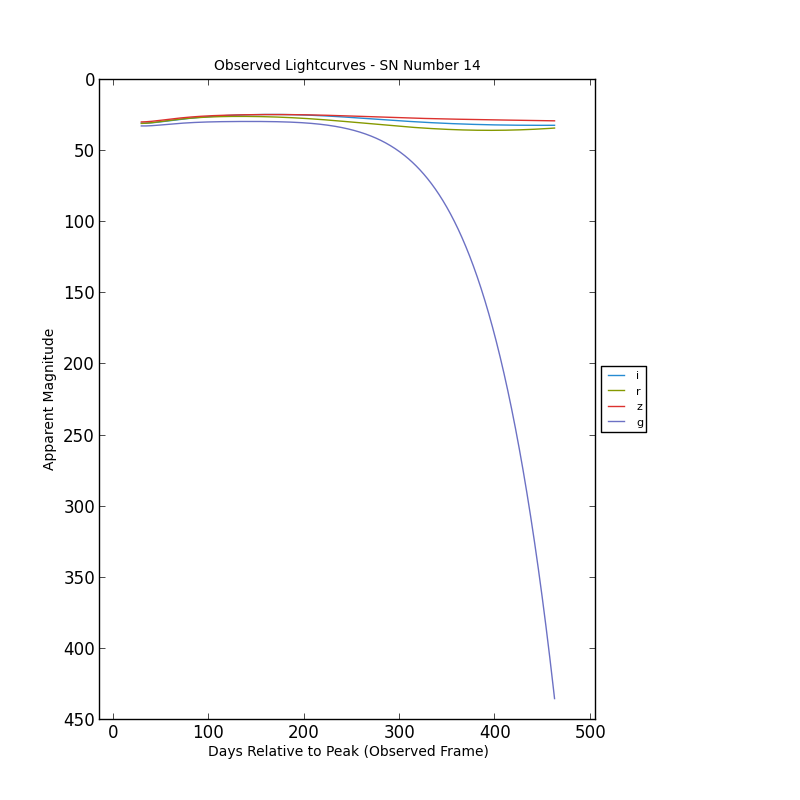 Observed Lightcurves - SN Number 14
0
50
100
150
200
250
300
350
400
450
Apparent Magnitude
0 100 200 300 400 500
Days Relative to Peak (Observed Frame)
i
r
z
g